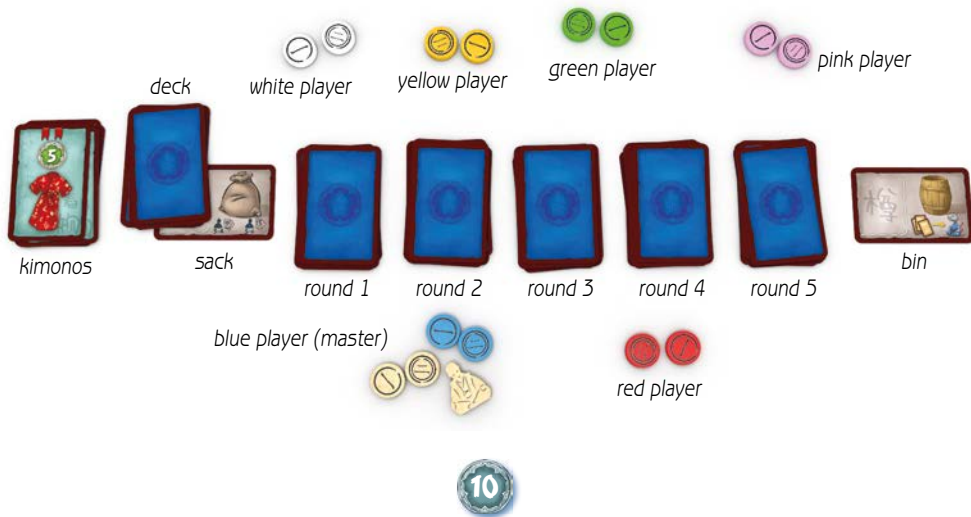 white player
yellow player
green player
pink player
deck
5
kimonos
sack
round 1
round 2
round 3
round 4
round 5
bin
blue player (master)
red player
10